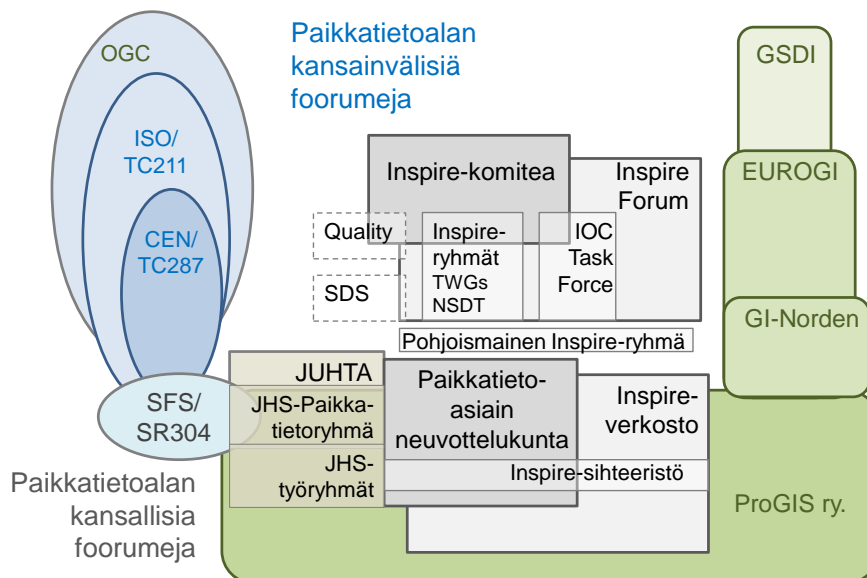 OGC
Paikkatietoalan
kansainvälisiä
foorumeja
GSDI
ISO/
TC211
Inspire-komitea
Inspire
Forum
EUROGI
CEN/
TC287
Quality
SDS
Inspire-
ryhmät
TWGs
NSDT
IOC
Task
Force
GI-Norden
Pohjoismainen Inspire-ryhmä
SFS/
SR304
JUHTA
JHS-Paikka-
tietoryhmä
JHS-
työryhmät
Paikkatieto-
asiain
neuvottelukunta
Inspire-
verkosto
Inspire-sihteeristö
Paikkatietoalan
kansallisia
foorumeja
ProGIS ry.